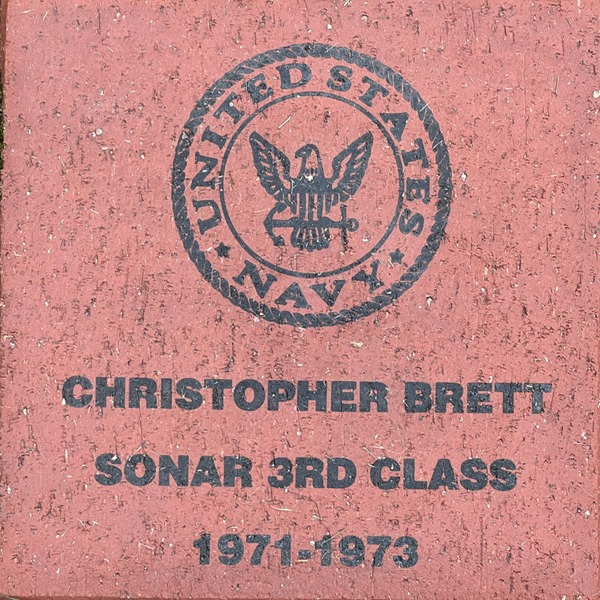 UNITED STATES
NAVY
CHRISTOPHER BRETT
SONAR 3RD CLASS
1971-1973